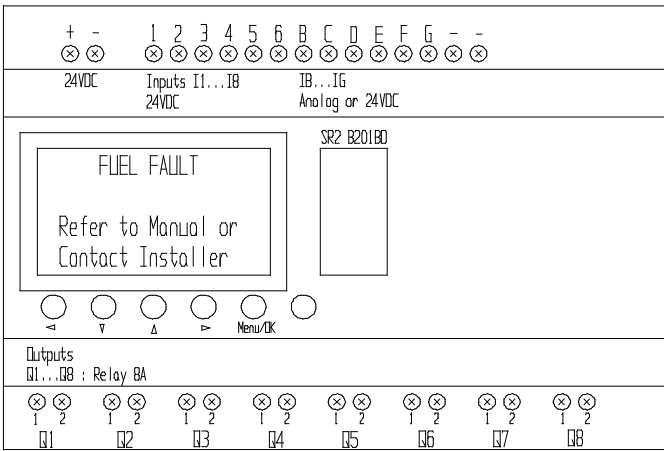 + - 1 2 3 4 5 6 B C D E F G - -
24VDC Inputs I1...I8 IB...IG
24VDC Analog or 24VDC
SR2 B201BD
FUEL FAULT
Refer to Manual or
Contact Installer
Menu/OK
Outputs
Q1...Q8 : Relay 8A
1 2 1 2 1 2 1 2 1 2 1 2 1 2 1 2
Q1 Q2 Q3 Q4 Q5 Q6 Q7 Q8